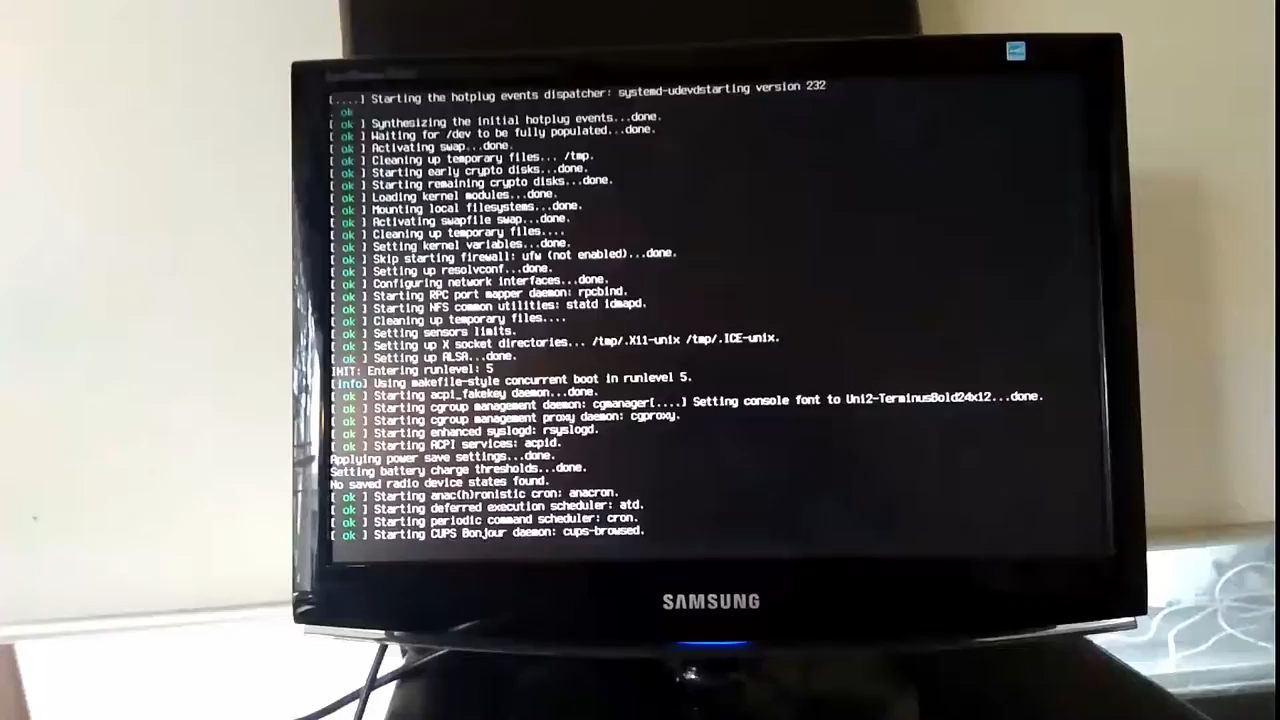 [....] Starting the hotplug events dispatcher: systemd-udevdstarting version 232
. ok
[ ok ] Synthesizing the initial hotplug events...done.
[ ok ] Waiting for /dev to be fully populated...done.
[ ok ] Activating swap...done.
[ ok ] Cleaning up temporary files... /tmp.
[ ok ] Starting early crypto disks...done.
[ ok ] Starting remaining crypto disks...done.
[ ok ] Loading kernel modules...done.
[ ok ] Mounting local filesystems...done.
[ ok ] Activating swapfile swap...done.
[ ok ] Cleaning up temporary files....
[ ok ] Setting kernel variables...done.
[ ok ] Skip starting firewall: ufw (not enabled)...done.
[ ok ] Setting up resolvconf...done.
[ ok ] Configuring network interfaces...done.
[ ok ] Starting RPC port mapper daemon: rpcbind.
[ ok ] Starting NFS common utilities: statd idmapd.
[ ok ] Cleaning up temporary files....
[ ok ] Setting sensors limits.
[ ok ] Setting up X socket directories... /tmp/.X11-unix /tmp/.ICE-unix.
[ ok ] Setting up ALSA...done.
INIT: Entering runlevel: 5
[info] Using makefile-style concurrent boot in runlevel 5.
[ ok ] Starting acpi_fakekey daemon...done.
[ ok ] Starting cgroup management daemon: cgmanager[....] Setting console font to Uni2-TerminusBold24x12...done.
[ ok ] Starting cgroup management proxy daemon: cgproxy.
[ ok ] Starting enhanced syslogd: rsyslogd.
[ ok ] Starting ACPI services: acpid.
Applying power save settings...done.
Setting battery charge thresholds...done.
No saved radio device states found.
[ ok ] Starting anac(h)ronistic cron: anacron.
[ ok ] Starting deferred execution scheduler: atd.
[ ok ] Starting periodic command scheduler: cron.
[ ok ] Starting CUPS Bonjour daemon: cups-browsed.
SAMSUNG